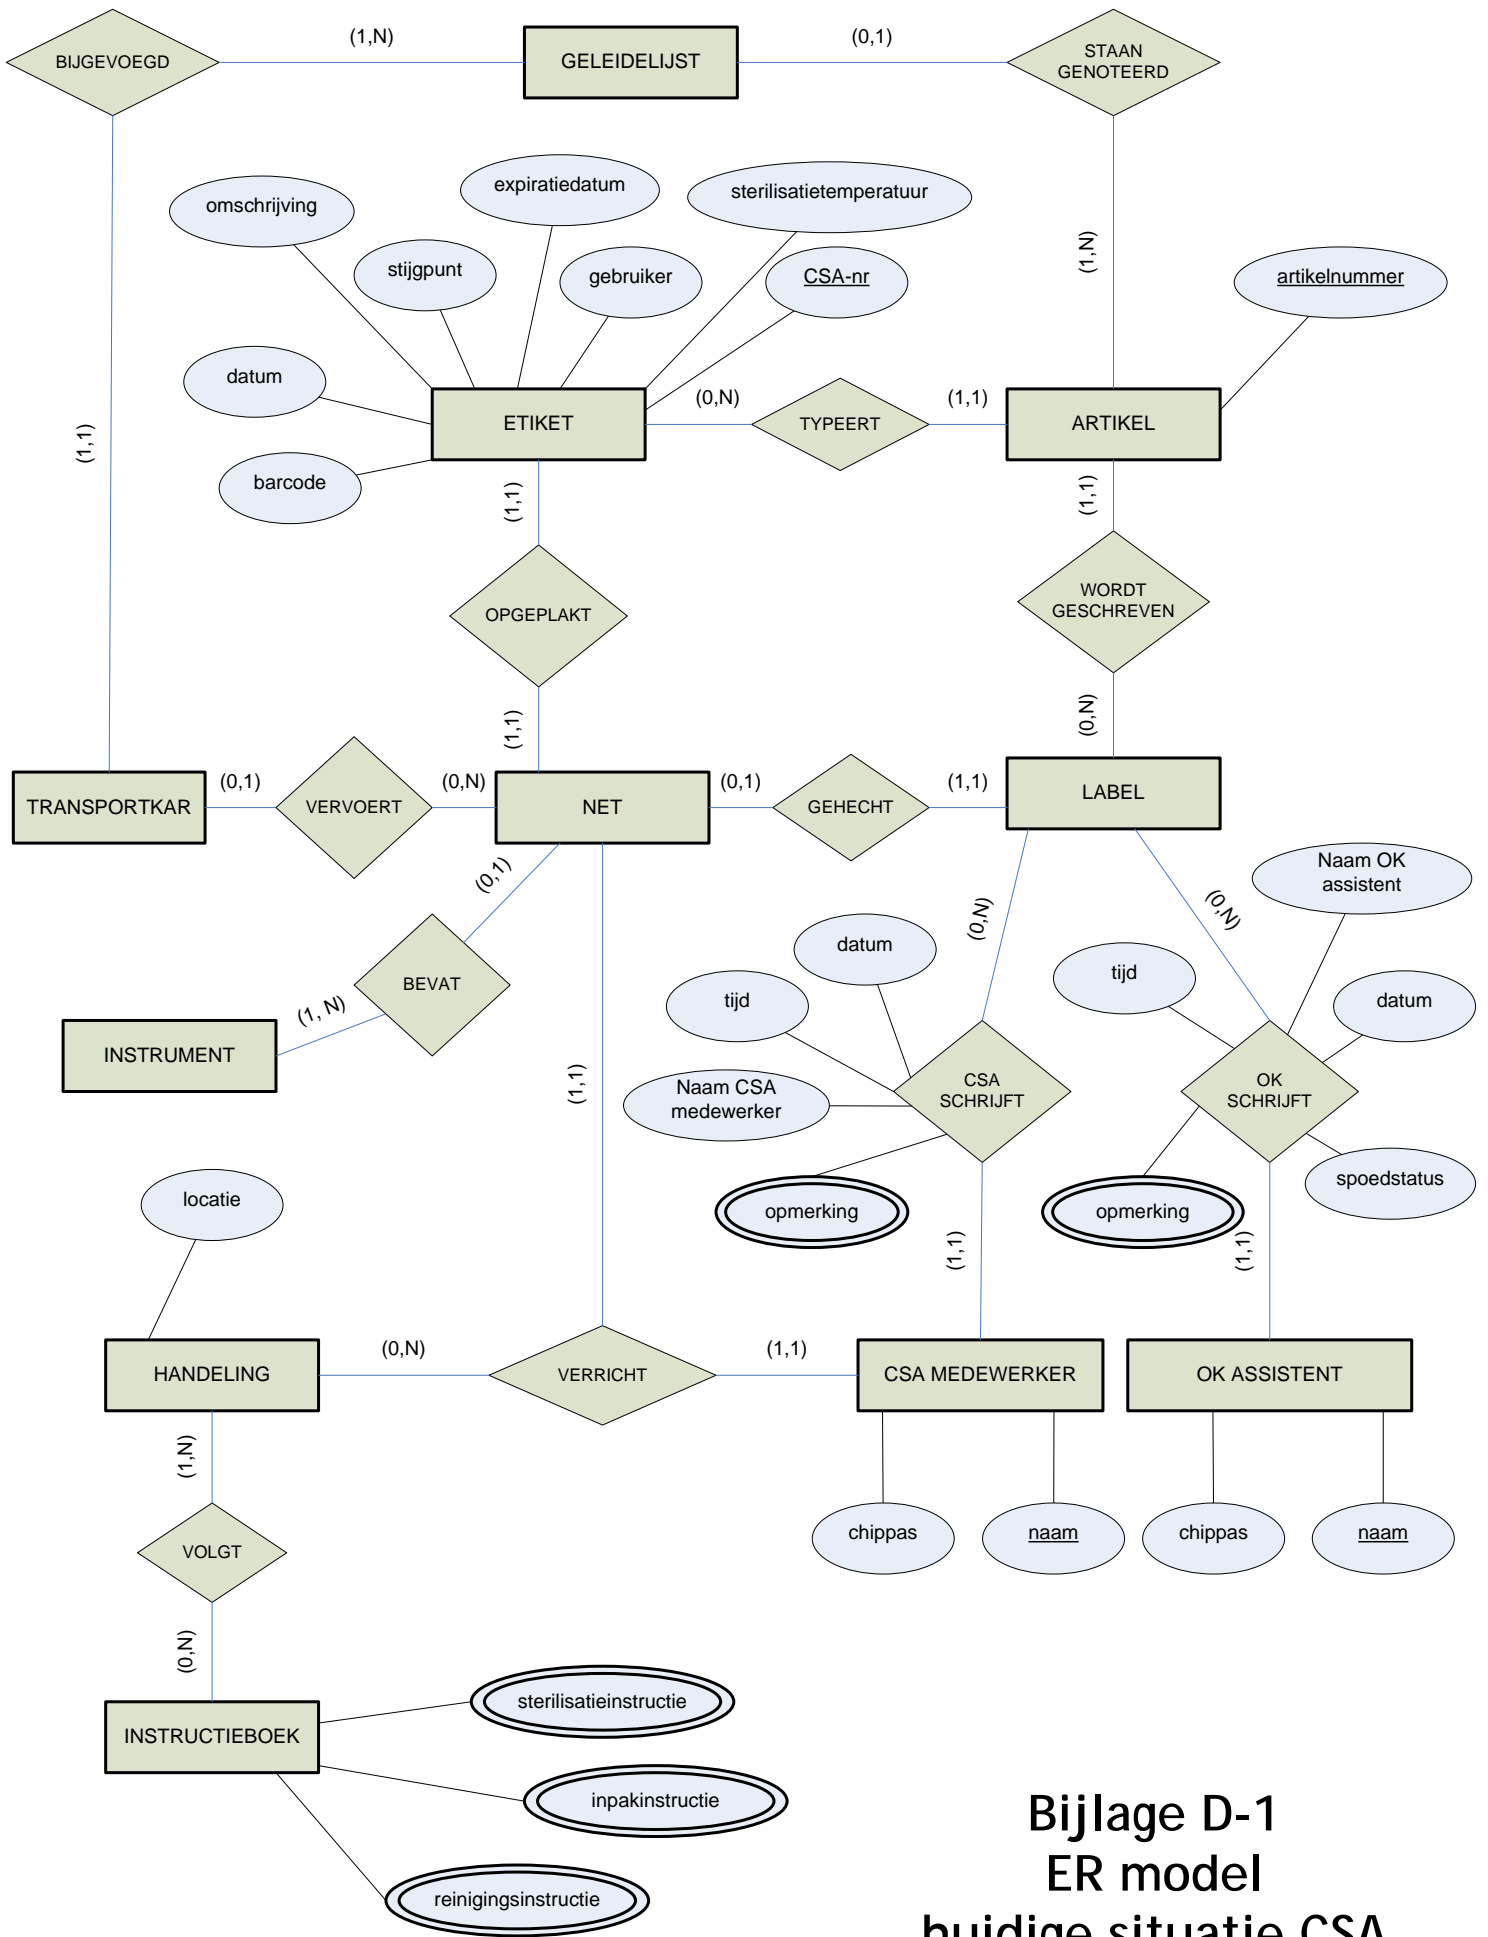 BIJGEVOEGD
(1,N)
GELEIDELIJST
(0,1)
STAAN
GENOTEERD
omschrijving
expiratiedatum
sterilisatietemperatuur
stijgpunt
gebruiker
CSA-nr
(1,N)
artikelnummer
datum
(1,1)
ETIKET
(0,N)
TYPEERT
(1,1)
ARTIKEL
barcode
(1,1)
(1,1)
OPGEPLAKT
WORDT
GESCHREVEN
(1,1)
(0,N)
TRANSPORTKAR
(0,1)
VERVOERT
(0,N)
NET
(0,1)
GEHECHT
(1,1)
LABEL
(0,1)
Naam OK
assistent
(0,N)
(0,N)
datum
tijd
BEVAT
(1, N)
tijd
datum
INSTRUMENT
(1,1)
Naam CSA
medewerker
CSA
SCHRIJFT
OK
SCHRIJFT
locatie
opmerking
opmerking
spoedstatus
(1,1)
(1,1)
HANDELING
(0,N)
VERRICHT
(1,1)
CSA MEDEWERKER
OK ASSISTENT
(1,N)
chippas
naam
chippas
naam
VOLGT
(0,N)
sterilisatieinstructie
INSTRUCTIEBOEK
inpakinstructie
reinigingsinstructie
Bijlage D-1
ER model
huidige situatie CSA